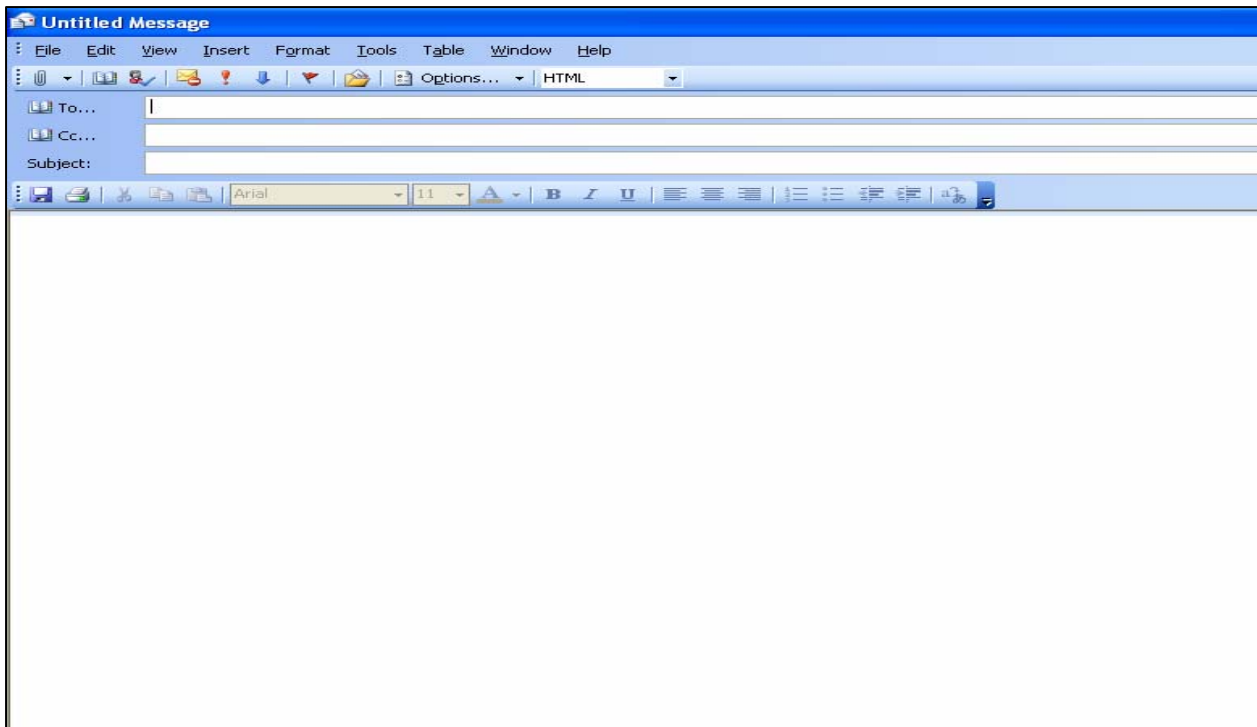 Untitled Message
File Edit View Insert Format Tools Table Window Help
Options... HTML
To...
Cc...
Subject:
Arial 11 A B I U